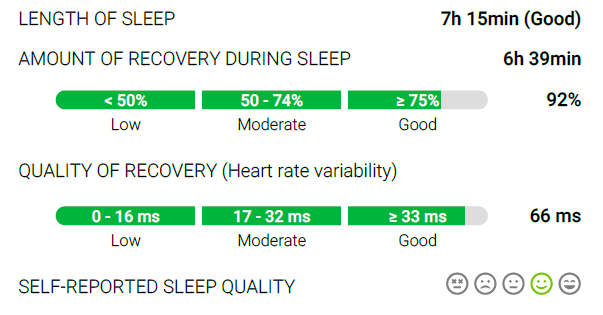 LENGTH OF SLEEP 7h 15min (Good)
AMOUNT OF RECOVERY DURING SLEEP 6h 39min
< 50% 50 - 74% ≥ 75% 92%
Low Moderate Good
QUALITY OF RECOVERY (Heart rate variability)
0 - 16 ms 17 - 32 ms ≥ 33 ms 66 ms
Low Moderate Good
SELF-REPORTED SLEEP QUALITY